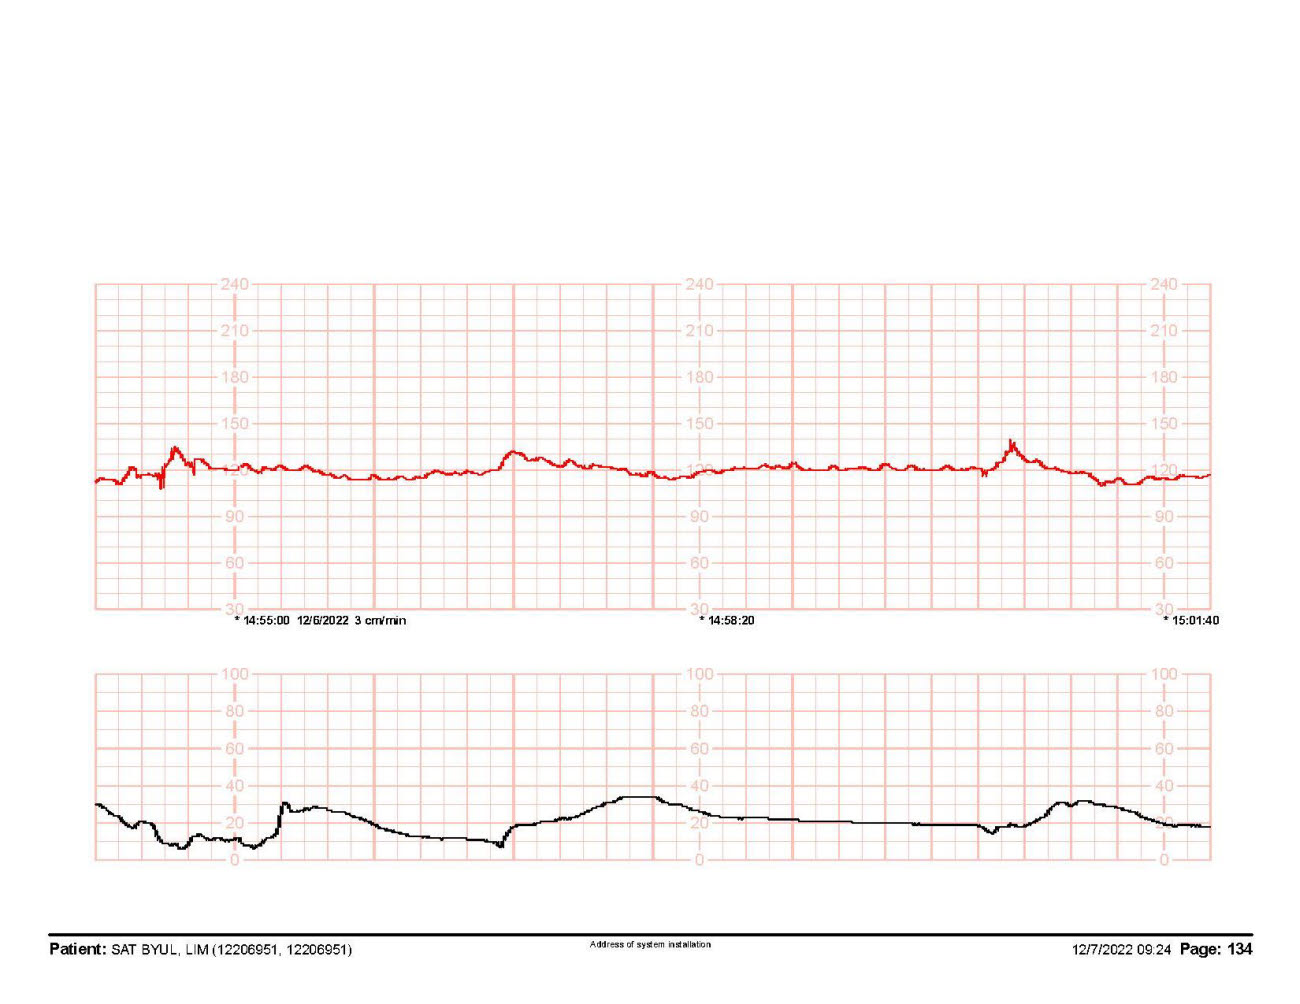 240 240 240
210 210 210
180 180 180
150 150 150
120 120 120
90 90 90
60 60 60
30 30 30
* 14:55:00 12/6/2022 3 cm/min * 14:58:20 * 15:01:40
100 100 100
80 80 80
60 60 60
40 40 40
20 20 20
0 0 0
Patient: SAT BYUL, LIM (12206951, 12206951) Address of system installation 12/7/2022 09:24 Page: 134